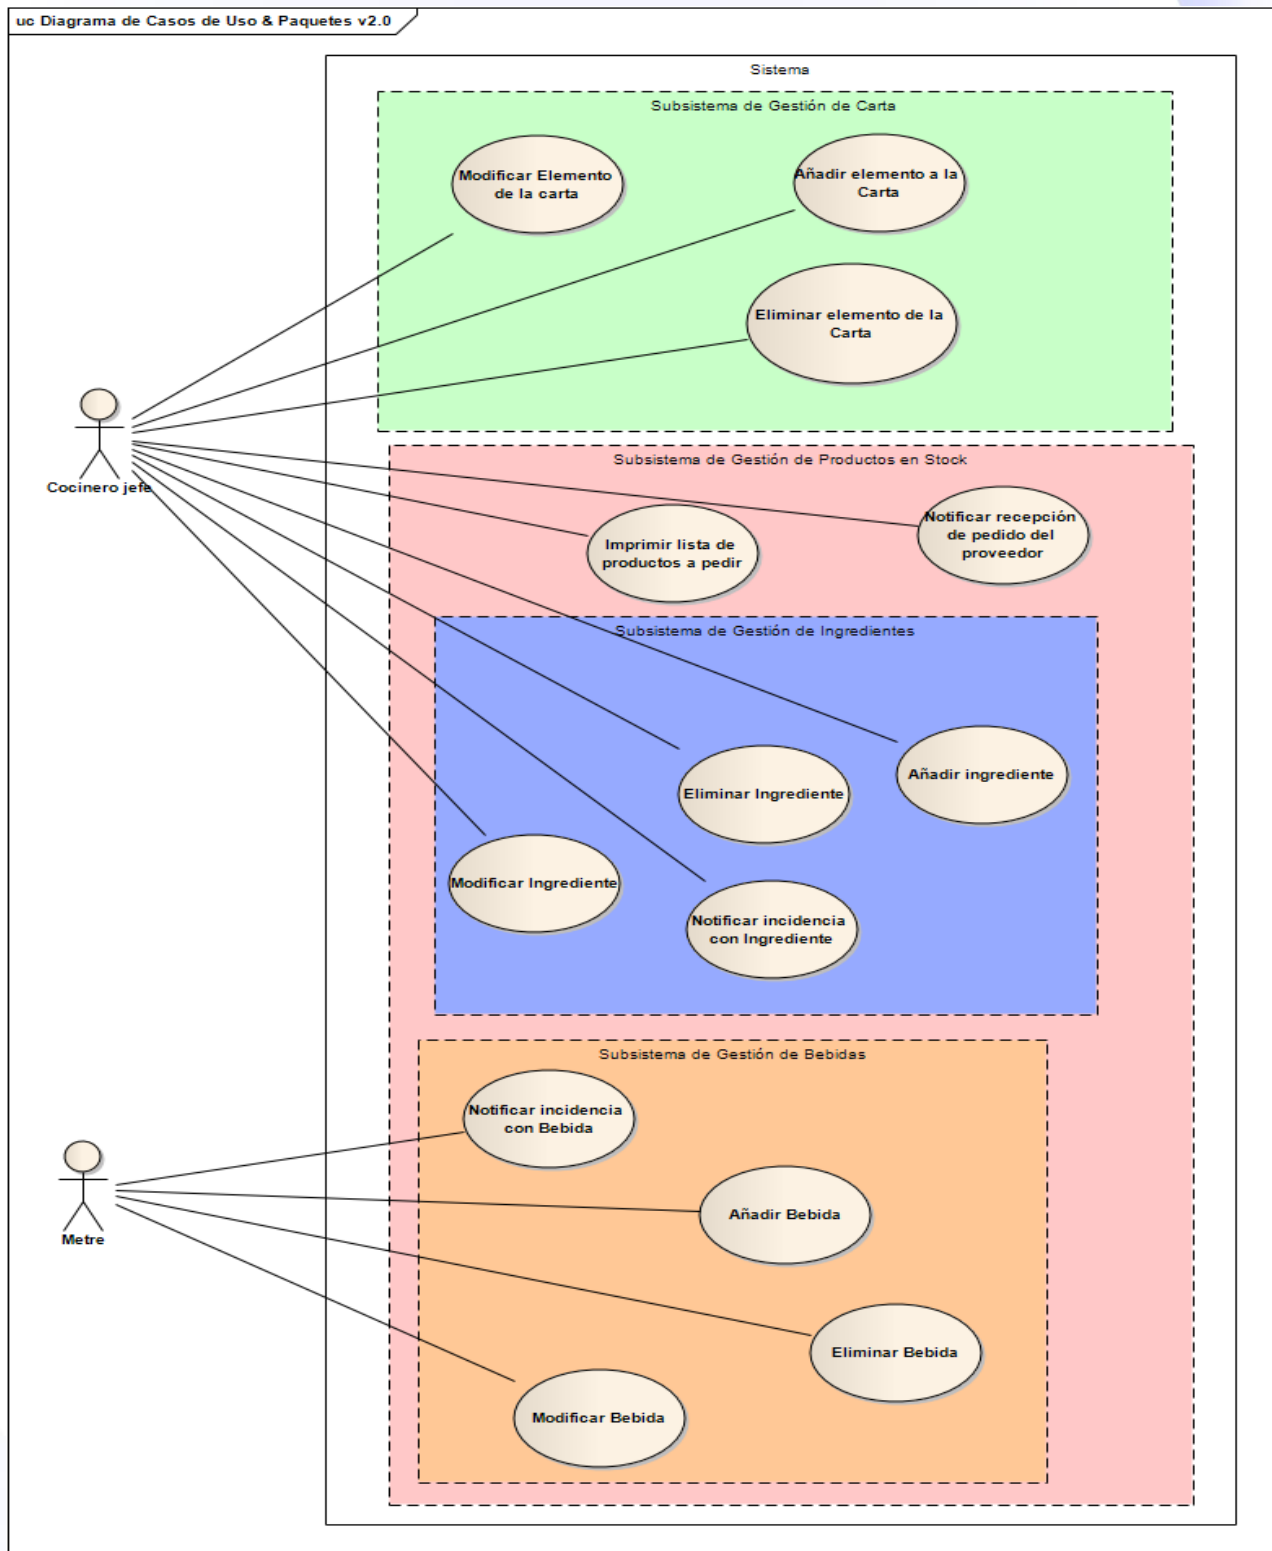 uc Diagrama de Casos de Uso & Paquetes v2.0
Sistema
Subsistema de Gestión de Carta
Modificar Elemento
de la carta
Añadir elemento a la
Carta
Eliminar elemento de la
Carta
Cocinero jefe
Subsistema de Gestión de Productos en Stock
Imprimir lista de
productos a pedir
Notificar recepción
de pedido del
proveedor
Subsistema de Gestión de Ingredientes
Eliminar Ingrediente
Añadir ingrediente
Modificar Ingrediente
Notificar incidencia
con Ingrediente
Subsistema de Gestión de Bebidas
Notificar incidencia
con Bebida
Metre
Añadir Bebida
Eliminar Bebida
Modificar Bebida